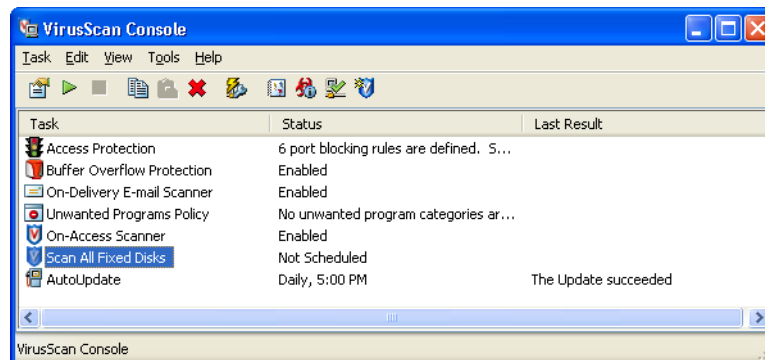 VirusScan Console
Task Edit View Tools Help
Task Status Last Result
Access Protection 6 port blocking rules are defined. S...
Buffer Overflow Protection Enabled
On-Delivery E-mail Scanner Enabled
Unwanted Programs Policy No unwanted program categories ar...
On-Access Scanner Enabled
Scan All Fixed Disks Not Scheduled
AutoUpdate Daily, 5:00 PM The Update succeeded
VirusScan Console